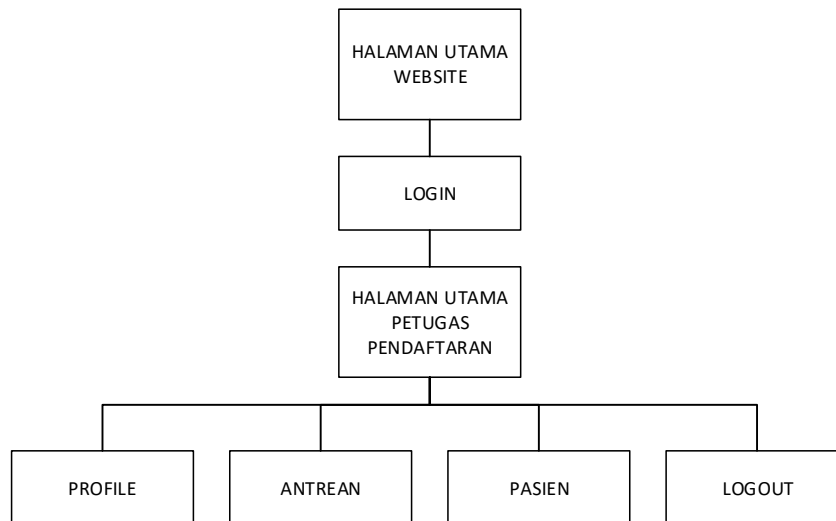 HALAMAN UTAMA
WEBSITE
LOGIN
HALAMAN UTAMA
PETUGAS
PENDAFTARAN
PROFILE
ANTREAN
PASIEN
LOGOUT